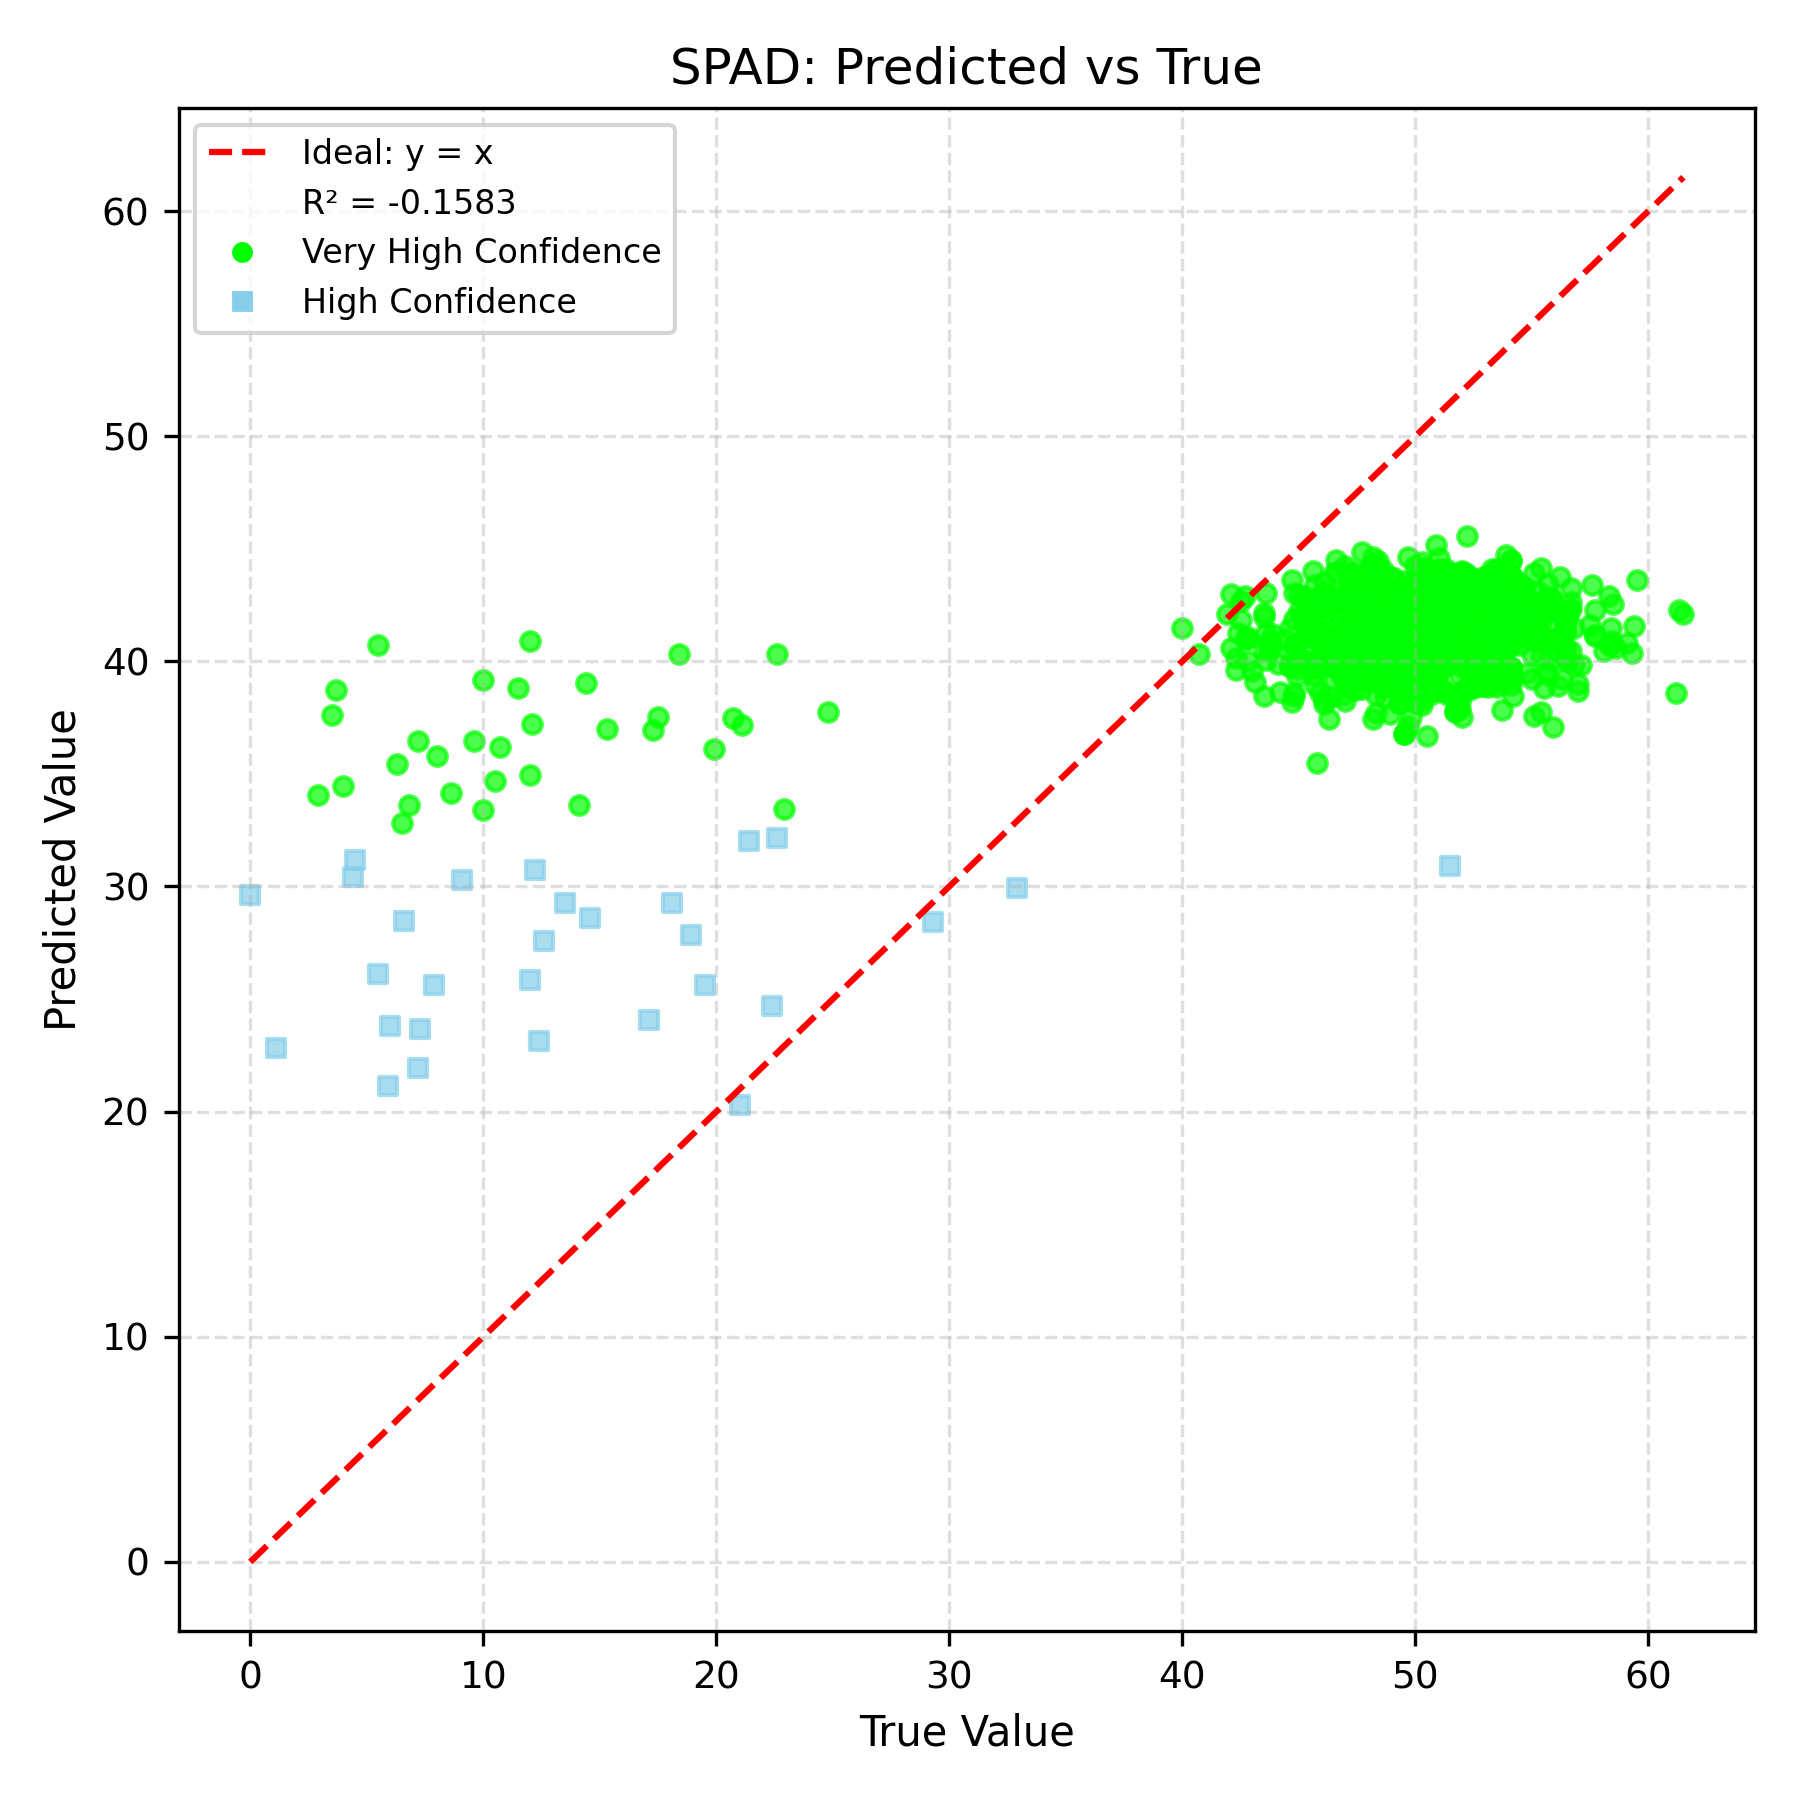 SPAD: Predicted vs True
Ideal: y = x
R² = -0.1583
Very High Confidence
High Confidence
Predicted Value
60
50
40
30
20
10
0
0 10 20 30 40 50 60
True Value